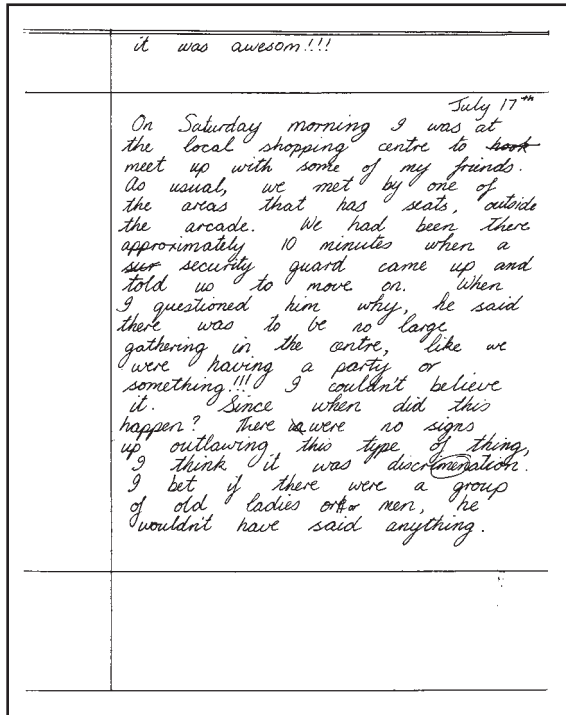 it was awesom!!!
July 17th
On Saturday morning I was at
the local shopping centre to hook
meet up with some of my friends.
As usual, we met by one of
the areas that has seats, outside
the arcade. We had been there
approximately 10 minutes when a
sur security guard came up and
told us to move on. When
I questioned him why, he said
there was to be no large
gathering in the centre, like we
were having a party or
something!!! I couldn't believe
it. Since when did this
happen? There were no signs
up outlawing this type of thing,
I think it was discrimenation.
I bet if there were a group
of old ladies or men, he
wouldn't have said anything.